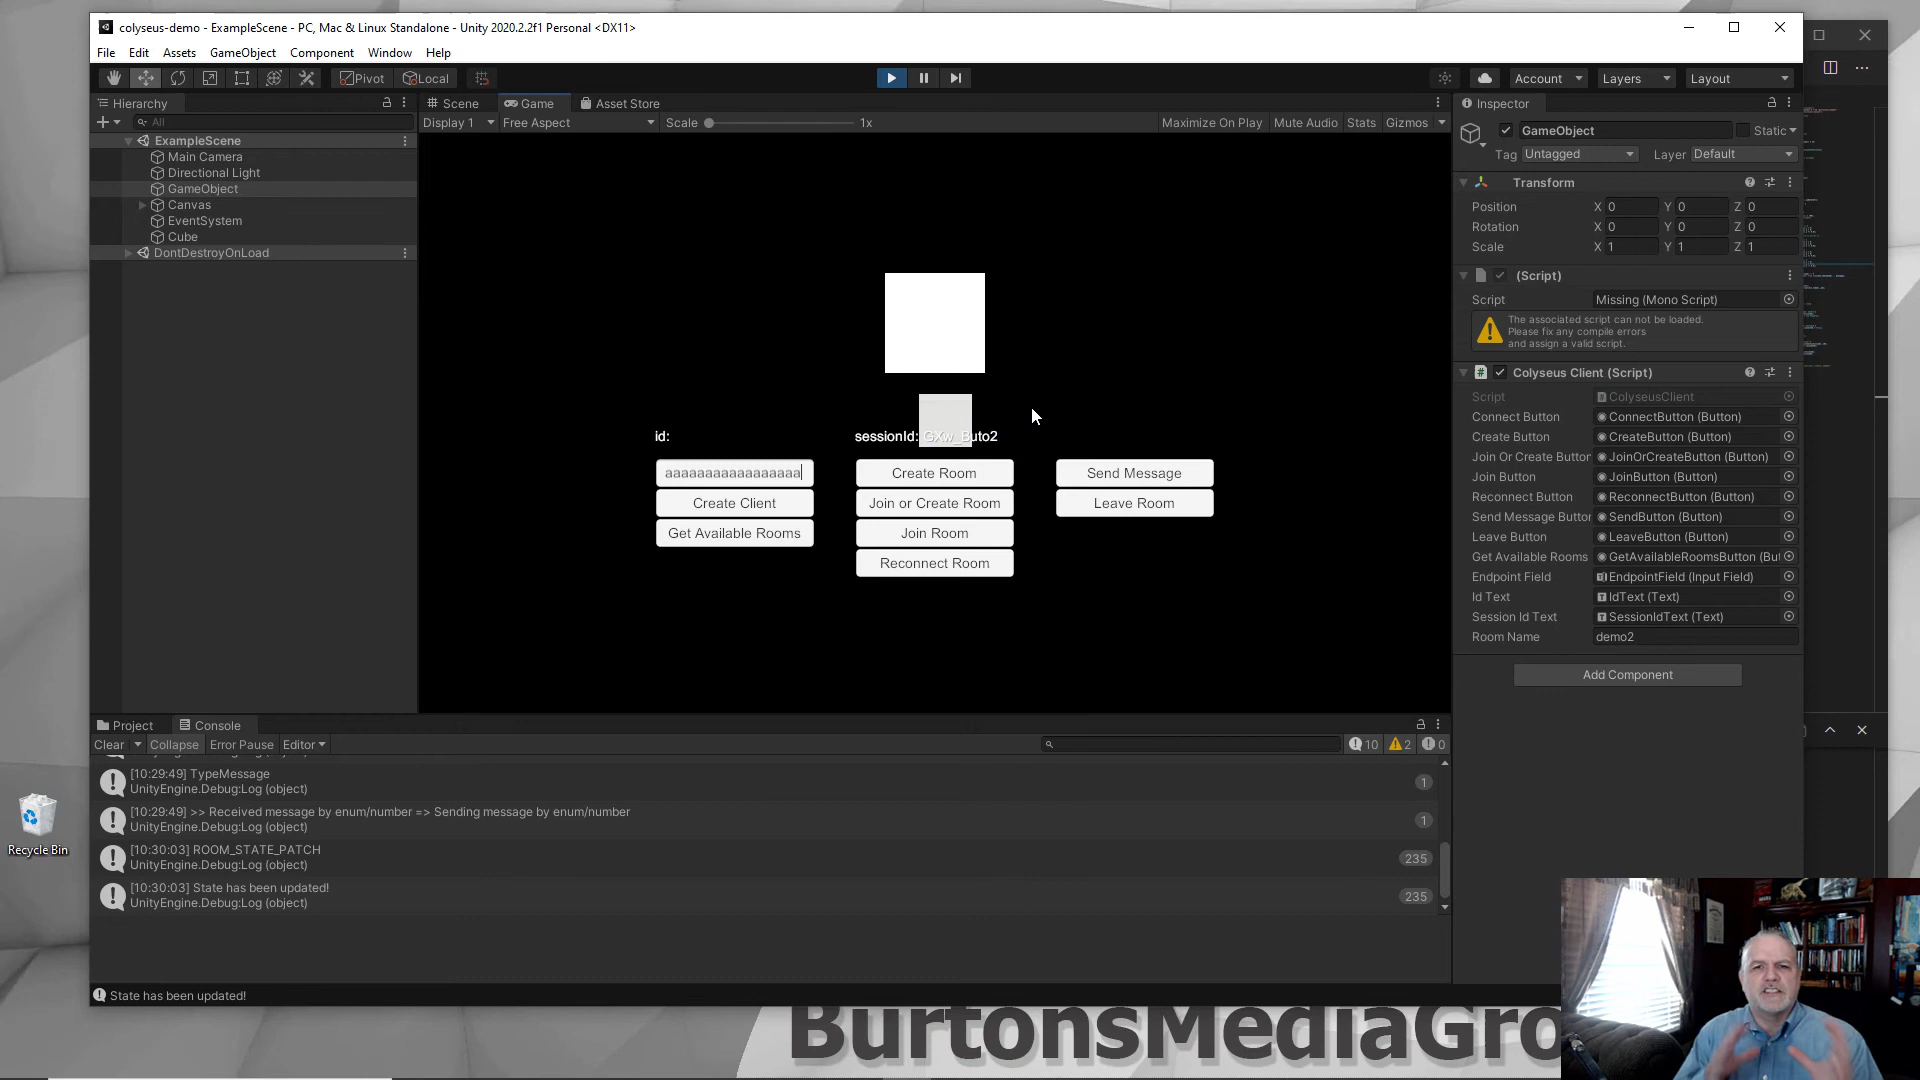 colyseus-demo - ExampleScene - PC, Mac & Linux Standalone - Unity 2020.2.2f1 Personal <DX11>
File Edit Assets GameObject Component Window Help
Pivot Local Account Layers Layout
Hierarchy Scene Game Asset Store Inspector
All Display 1 Free Aspect Scale 1x Maximize On Play Mute Audio Stats Gizmos
ExampleScene
Main Camera
Directional Light
GameObject
Canvas
EventSystem
Cube
DontDestroyOnLoad
id:
sessionId: GXw_Buto2
aaaaaaaaaaaaaaaaa
Create Client
Get Available Rooms
Create Room
Join or Create Room
Join Room
Reconnect Room
Send Message
Leave Room
GameObject Static
Tag Untagged Layer Default
Transform
Position X 0 Y 0 Z 0
Rotation X 0 Y 0 Z 0
Scale X 1 Y 1 Z 1
(Script)
Script Missing (Mono Script)
The associated script can not be loaded.
Please fix any compile errors
and assign a valid script.
Colyseus Client (Script)
Script ColyseusClient
Connect Button ConnectButton (Button)
Create Button CreateButton (Button)
Join Or Create Button JoinOrCreateButton (Button)
Join Button JoinButton (Button)
Reconnect Button ReconnectButton (Button)
Send Message Button SendButton (Button)
Leave Button LeaveButton (Button)
Get Available Rooms GetAvailableRoomsButton (But
Endpoint Field EndpointField (Input Field)
Id Text IdText (Text)
Session Id Text SessionIdText (Text)
Room Name demo2
Add Component
Project Console
Clear Collapse Error Pause Editor 10 2 0
[10:29:49] TypeMessage
UnityEngine.Debug:Log (object)
1
[10:29:49] >> Received message by enum/number => Sending message by enum/number
UnityEngine.Debug:Log (object)
1
[10:30:03] ROOM_STATE_PATCH
UnityEngine.Debug:Log (object)
235
[10:30:03] State has been updated!
UnityEngine.Debug:Log (object)
235
State has been updated!
Recycle Bin
BurtonsMediaGro